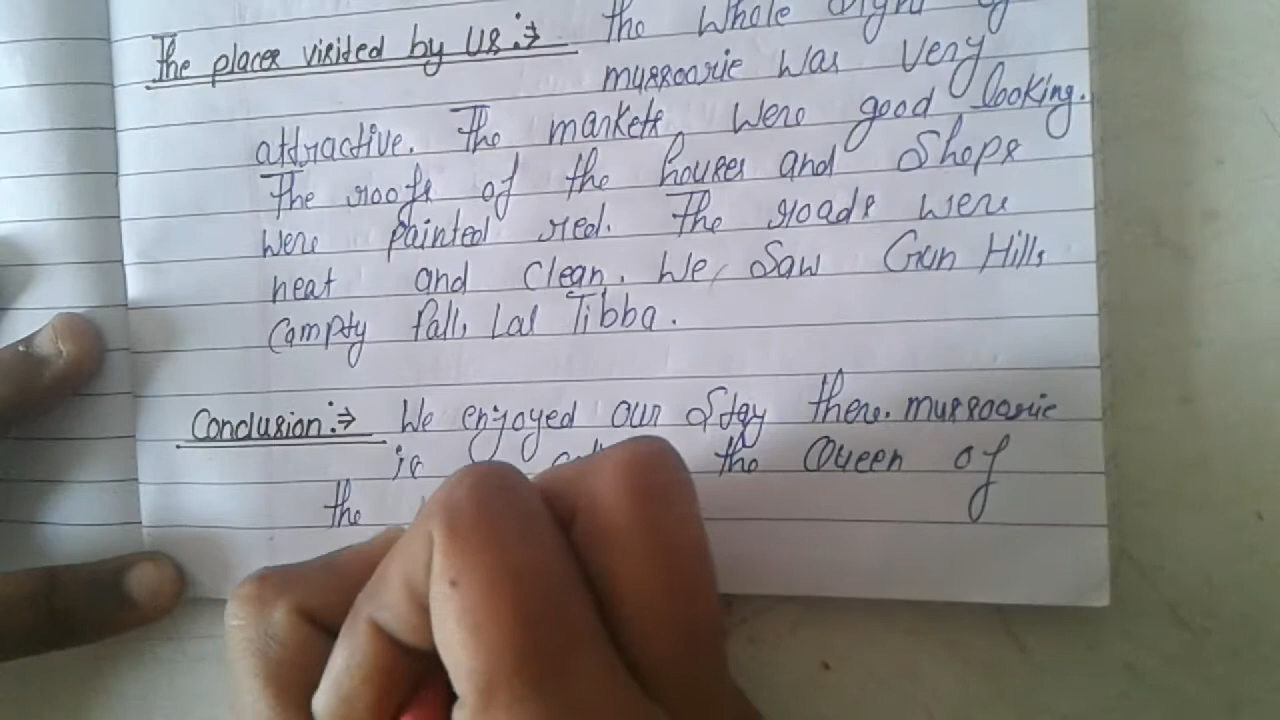 The places visited by us :→ the whole
mussoorie was very
attractive. The markets were good looking.
The roofs of the houses and shops
were painted red. The roads were
neat and clean. We, saw Gun Hill,
Campty fall, Lal Tibba.
Conclusion :→ We enjoyed our stay there. mussoorie
is the Queen of
the